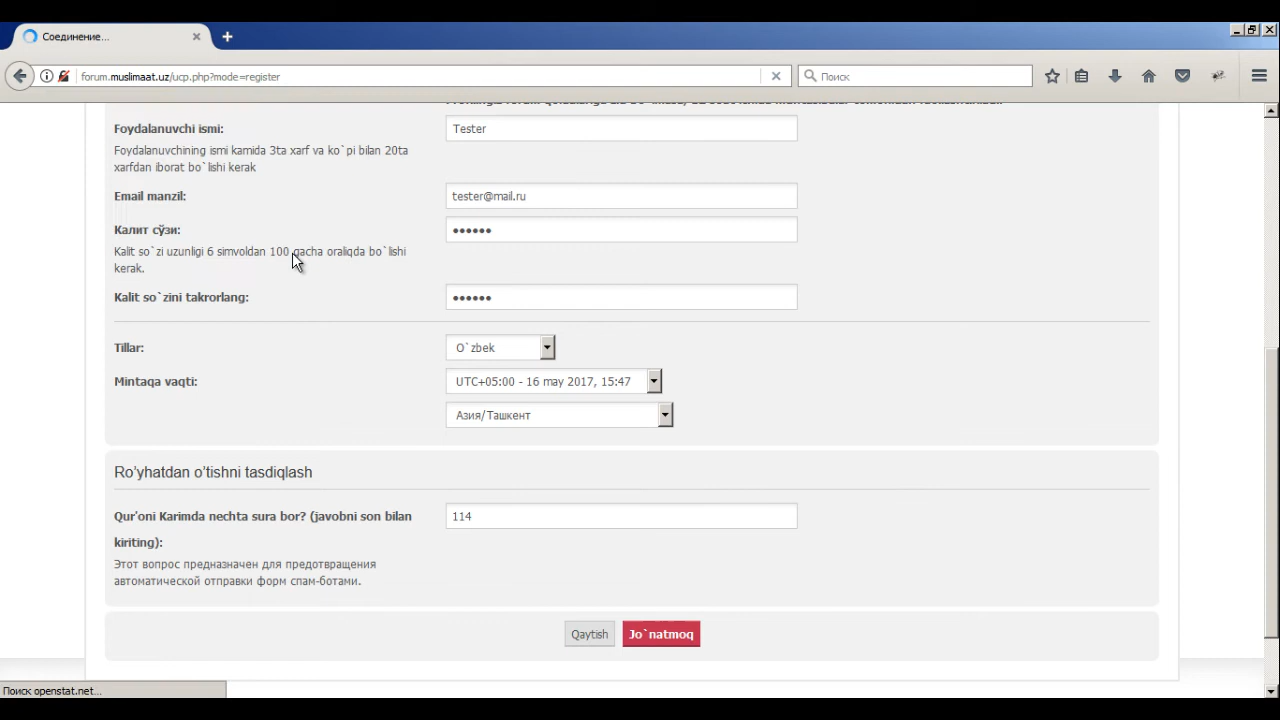 Соединение...
forum.muslimaat.uz/ucp.php?mode=register
Поиск
Foydalanuvchi ismi:
Tester
Foydalanuvchining ismi kamida 3ta xarf va ko`pi bilan 20ta
xarfdan iborat bo`lishi kerak
Email manzil:
tester@mail.ru
Калит сўзи:
••••••
Kalit so`zi uzunligi 6 simvoldan 100 gacha oraliqda bo`lishi
kerak.
Kalit so`zini takrorlang:
••••••
Tillar:
O`zbek
Mintaqa vaqti:
UTC+05:00 - 16 may 2017, 15:47
Азия/Ташкент
Ro'yhatdan o'tishni tasdiqlash
Qur'oni Karimda nechta sura bor? (javobni son bilan
kiriting):
114
Этот вопрос предназначен для предотвращения
автоматической отправки форм спам-ботами.
Qaytish
Jo`natmoq
Поиск openstat.net...